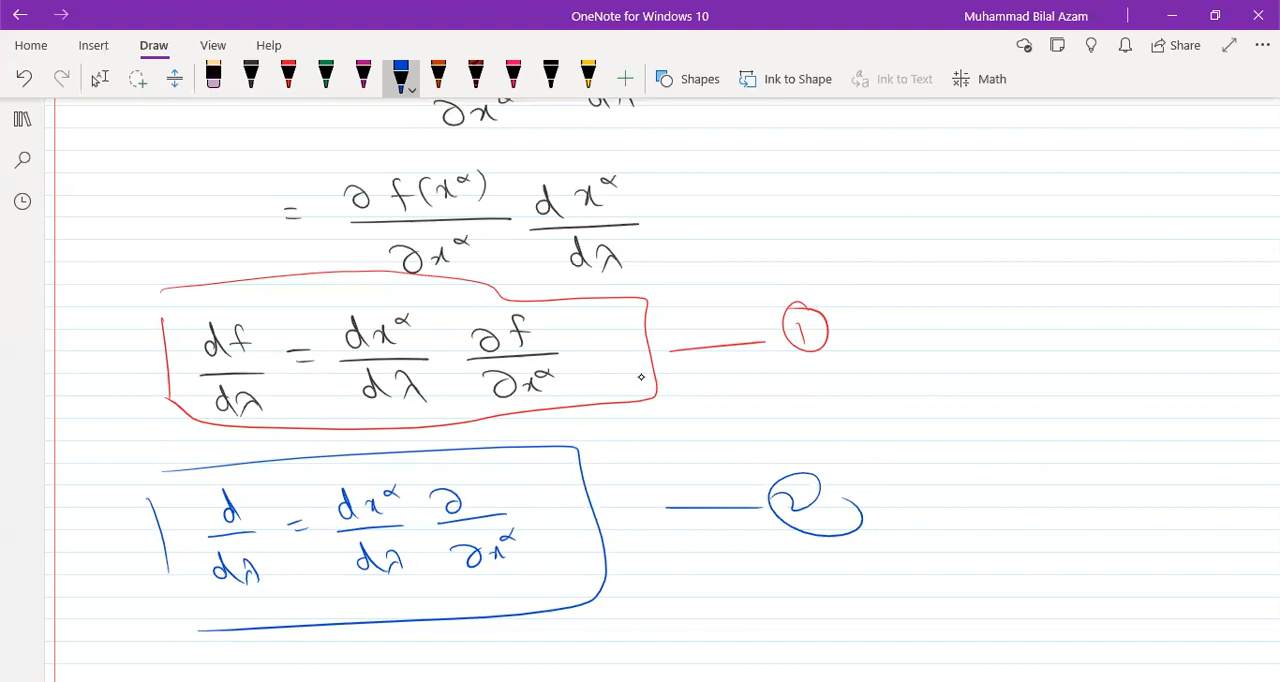 OneNote for Windows 10 Muhammad Bilal Azam
Home Insert Draw View Help Share
Shapes Ink to Shape Ink to Text Math
∂x^α dλ
= ∂f(x^α)/∂x^α dx^α/dλ
df/dλ = dx^α/dλ ∂f/∂x^α — ①
d/dλ = dx^α/dλ ∂/∂x^α — ②